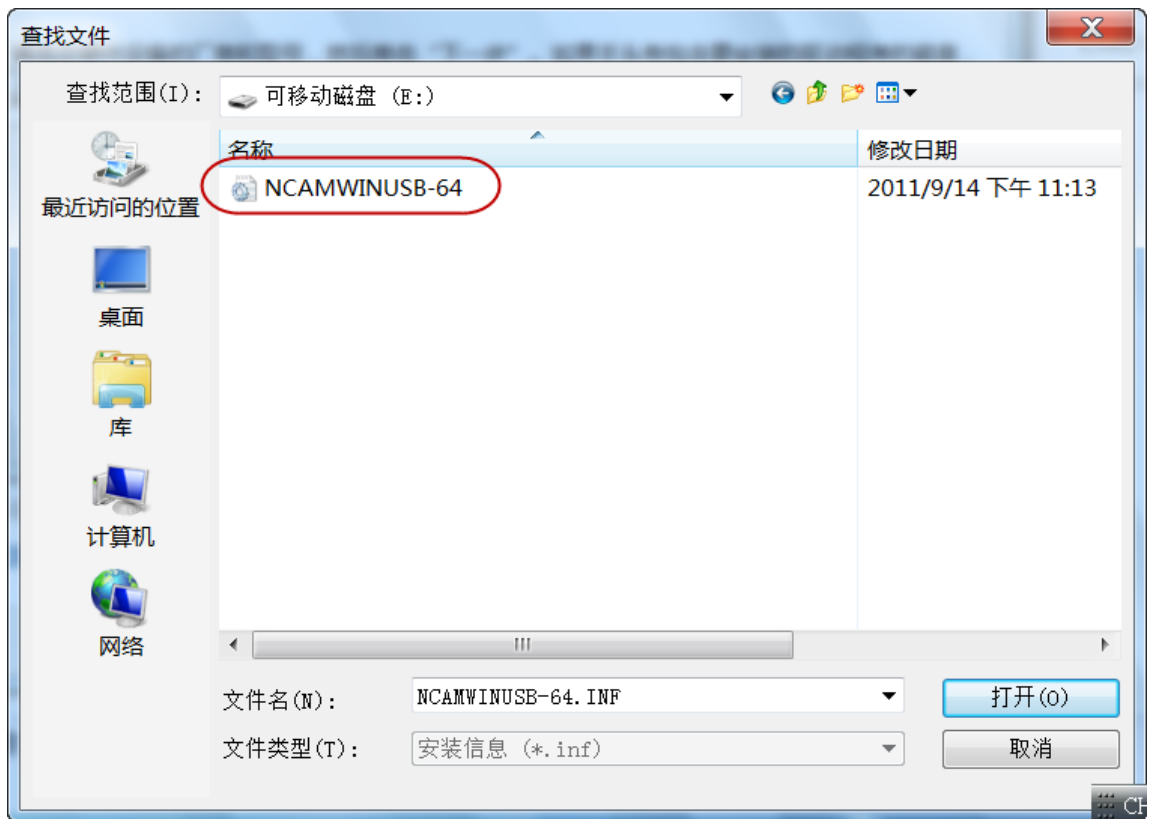 查找文件
查找范围(I):
可移动磁盘 (E:)
名称
修改日期
NCAMWINUSB-64
2011/9/14 下午 11:13
最近访问的位置
桌面
库
计算机
网络
文件名(N):
NCAMWINUSB-64.INF
打开(O)
文件类型(T):
安装信息 (*.inf)
取消
CH